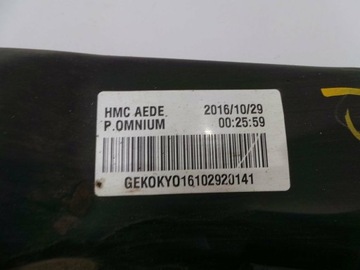 HMC AEDE. 2016/10/29
P.OMNIUM 00:25:59
GEKOKYO16102920141